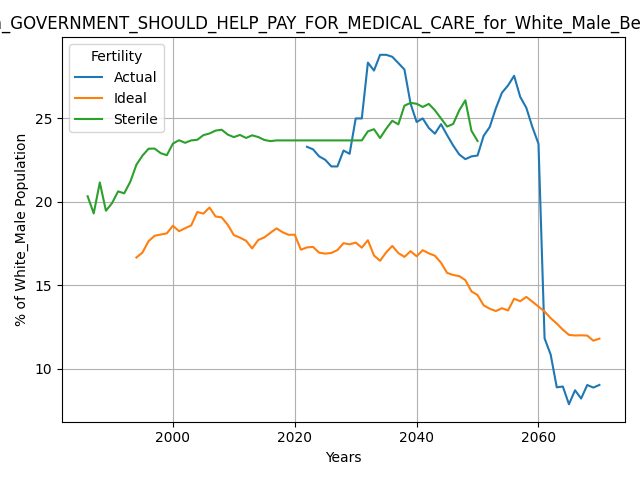 _GOVERNMENT_SHOULD_HELP_PAY_FOR_MEDICAL_CARE_for_White_Male_Be
Fertility
Actual
Ideal
Sterile
% of White_Male Population
25
20
15
10
2000
2020
2040
2060
Years